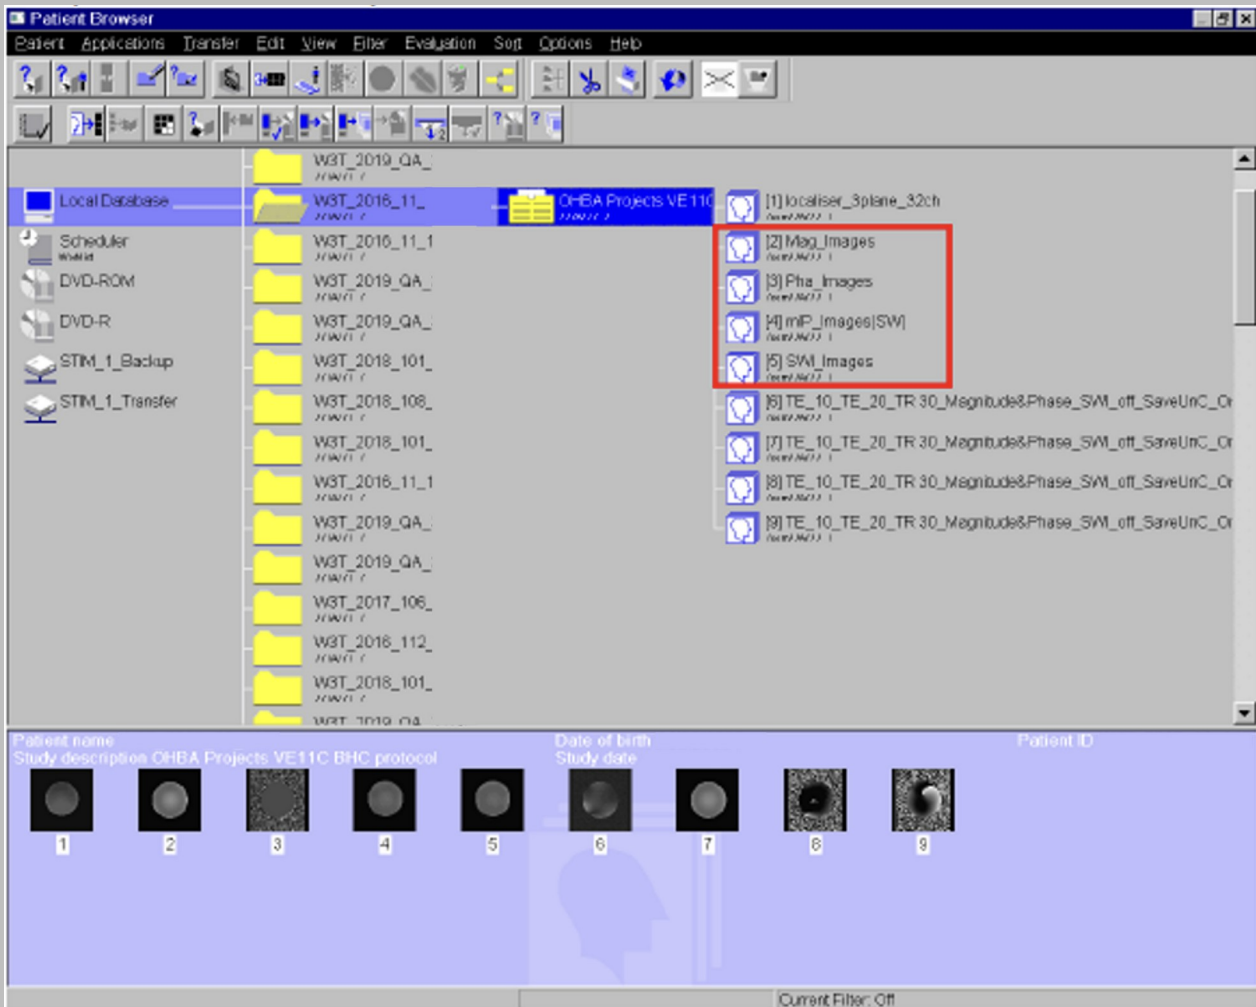 Patient Browser
Patient Applications Transfer Edit View Filter Evaluation Sort Options Help
W3T_2019_QA_
Local Database
W3T_2016_11_
OHBA Projects VE11C
[1] localiser_3plane_32ch
Scheduler
Worklist
W3T_2016_11_1
[2] Mag_Images
DVD-ROM
W3T_2019_QA_
[3] Pha_Images
DVD-R
W3T_2019_QA_
[4] mIP_Images(SW)
STIM_1_Backup
W3T_2018_101_
[5] SWI_Images
STIM_1_Transfer
W3T_2018_108_
[6] TE_10_TE_20_TR 30_Magnitude&Phase_SWI_off_SaveUnC_Or
W3T_2018_101_
[7] TE_10_TE_20_TR 30_Magnitude&Phase_SWI_off_SaveUnC_Or
W3T_2016_11_1
[8] TE_10_TE_20_TR 30_Magnitude&Phase_SWI_off_SaveUnC_Or
W3T_2019_QA_
[9] TE_10_TE_20_TR 30_Magnitude&Phase_SWI_off_SaveUnC_Or
W3T_2019_QA_
W3T_2017_106_
W3T_2016_112_
W3T_2018_101_
W3T_2019_QA_
Patient name Date of birth Patient ID
Study description OHBA Projects VE11C BHC protocol Study date
1 2 3 4 5 6 7 8 9
Current Filter: Off